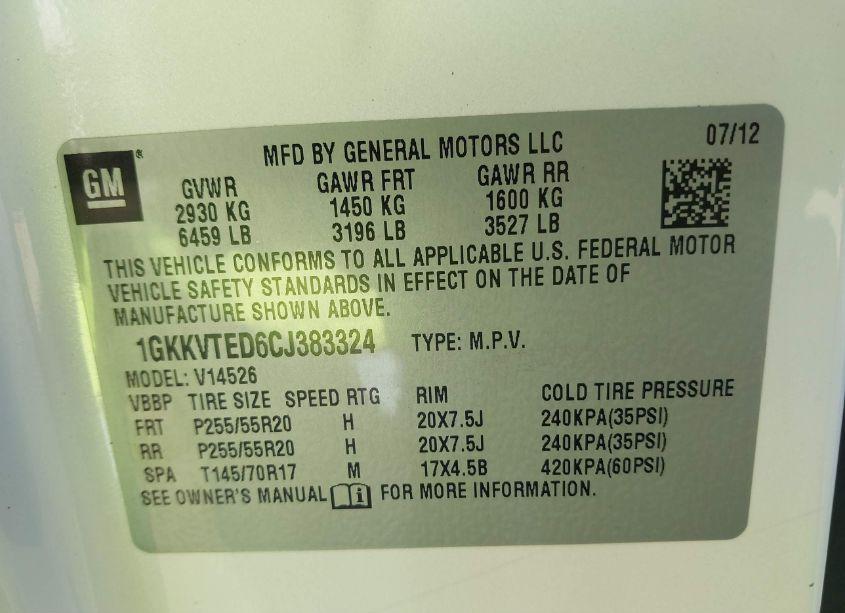 07/12
GM ®
MFD BY GENERAL MOTORS LLC
GVWR GAWR FRT GAWR RR
2930 KG 1450 KG 1600 KG
6459 LB 3196 LB 3527 LB
THIS VEHICLE CONFORMS TO ALL APPLICABLE U.S. FEDERAL MOTOR
VEHICLE SAFETY STANDARDS IN EFFECT ON THE DATE OF
MANUFACTURE SHOWN ABOVE.
1GKKVTED6CJ383324 TYPE: M.P.V.
MODEL: V14526
VBBP TIRE SIZE SPEED RTG RIM COLD TIRE PRESSURE
FRT P255/55R20 H 20X7.5J 240KPA(35PSI)
RR P255/55R20 H 20X7.5J 240KPA(35PSI)
SPA T145/70R17 M 17X4.5B 420KPA(60PSI)
SEE OWNER'S MANUAL i FOR MORE INFORMATION.